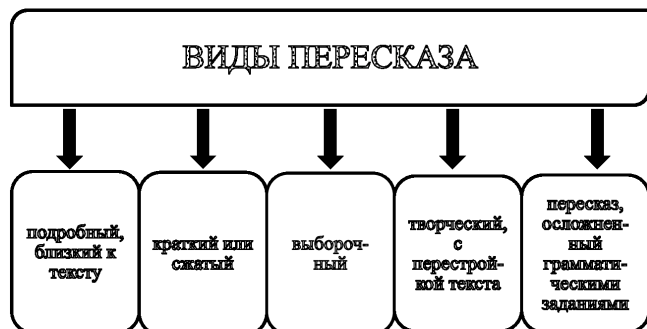 ВИДЫ ПЕРЕСКАЗА
подробный,
близкий к
тексту
краткий или
сжатый
выбороч-
ный
творческий,
с
перестрой-
кой текста
пересказ,
осложнен-
ный
граммати-
ческими
заданиями